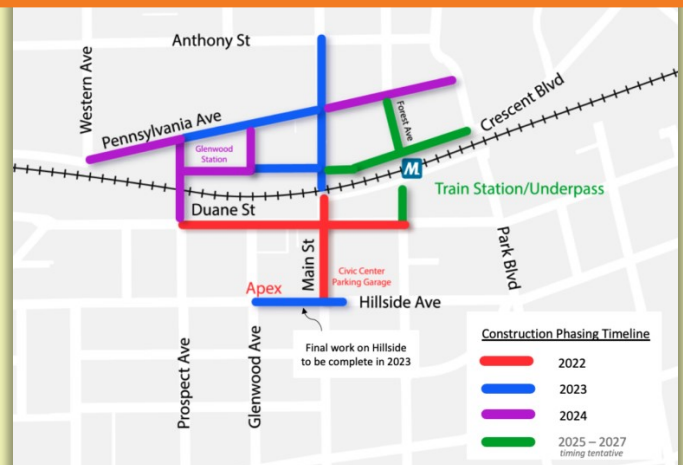 Anthony St
Western Ave
Pennsylvania Ave
Forest Ave
Crescent Blvd
Glenwood
Station
M
Train Station/Underpass
Duane St
Park Blvd
Main St
Civic Center
Parking Garage
Apex
Hillside Ave
Final work on Hillside
to be complete in 2023
Prospect Ave
Glenwood Ave
Construction Phasing Timeline
2022
2023
2024
2025 – 2027
timing tentative